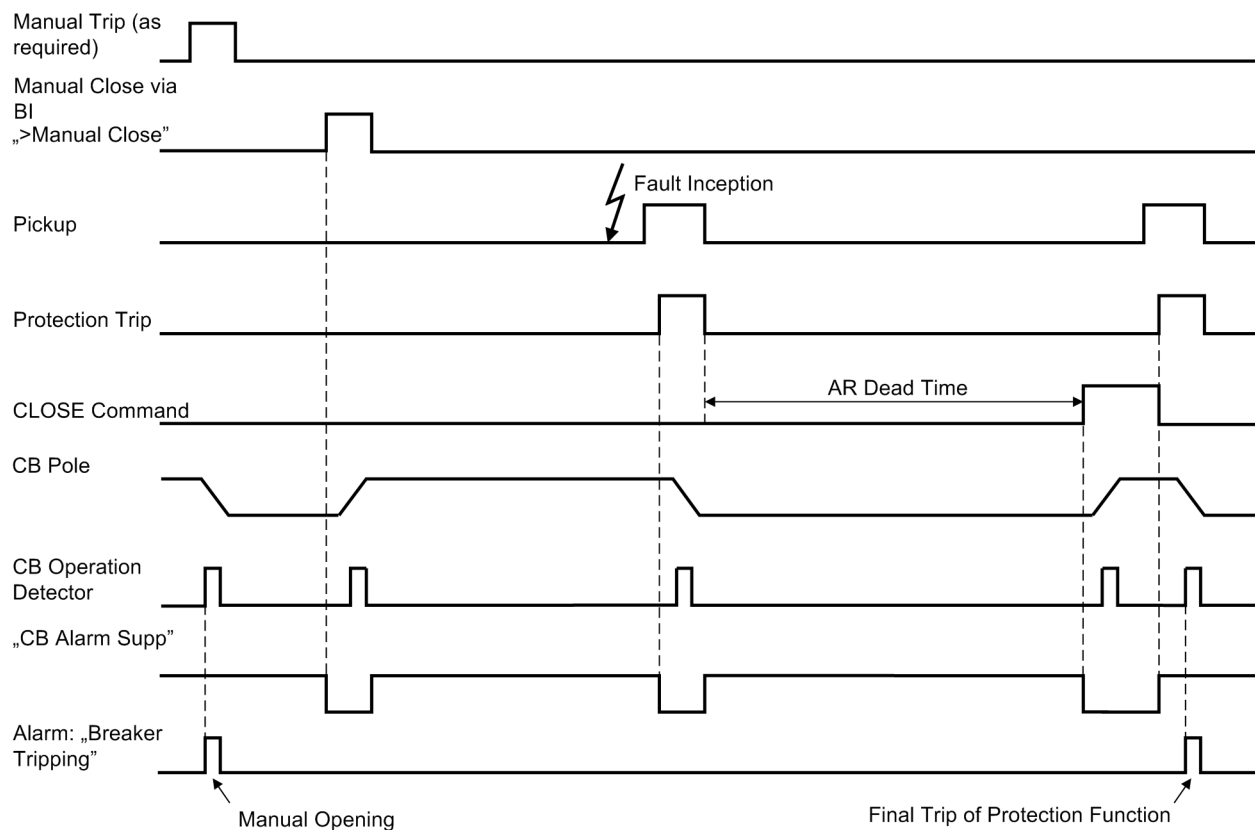 Manual Trip (as
required)
Manual Close via
BI
„>Manual Close”
Fault Inception
Pickup
Protection Trip
AR Dead Time
CLOSE Command
CB Pole
CB Operation
Detector
„CB Alarm Supp”
Alarm: „Breaker
Tripping”
Manual Opening
Final Trip of Protection Function